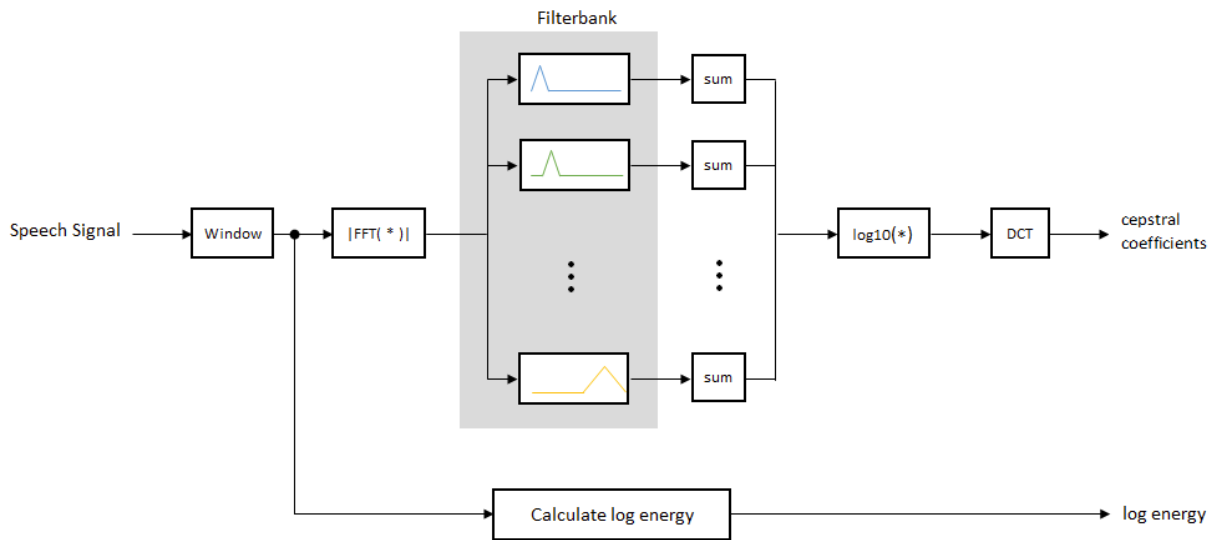 Filterbank
sum
sum
Speech Signal
Window
|FFT( * )|
log10(*)
DCT
cepstral
coefficients
sum
Calculate log energy
log energy